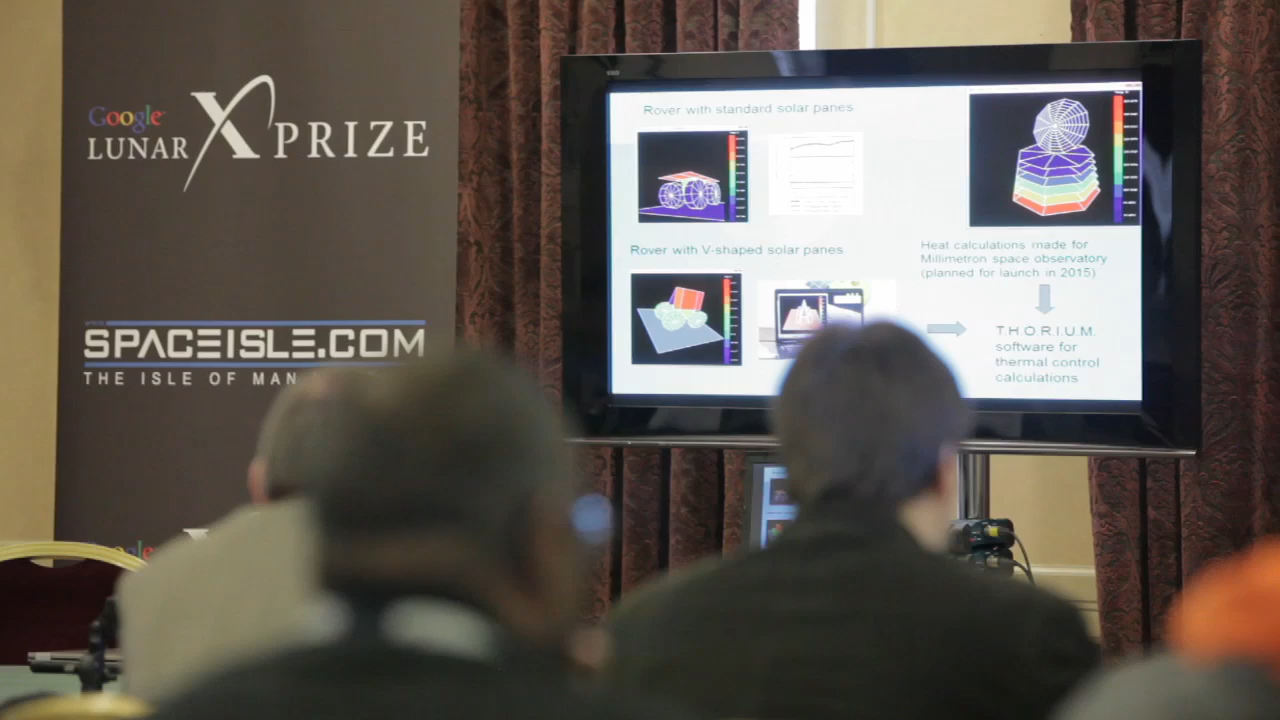 Google
LUNAR X PRIZE
SPACEISLE.COM
THE ISLE OF MAN
Google
Rover with standard solar panes
Rover with V-shaped solar panes
Heat calculations made for
Millimetron space observatory
(planned for launch in 2015)
T.H.O.R.I.U.M.
software for
thermal control
calculations